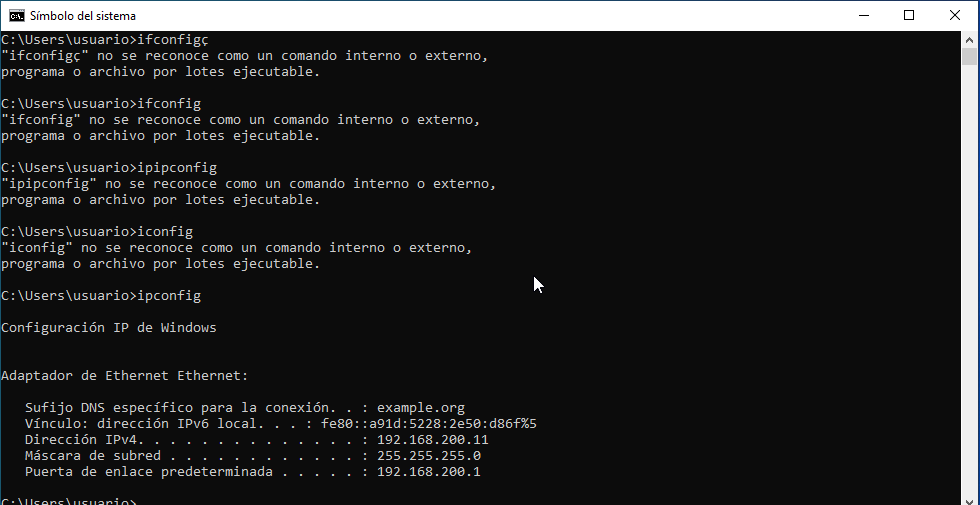 Símbolo del sistema
C:\Users\usuario>ifconfigç
"ifconfigç" no se reconoce como un comando interno o externo,
programa o archivo por lotes ejecutable.
C:\Users\usuario>ifconfig
"ifconfig" no se reconoce como un comando interno o externo,
programa o archivo por lotes ejecutable.
C:\Users\usuario>ipipconfig
"ipipconfig" no se reconoce como un comando interno o externo,
programa o archivo por lotes ejecutable.
C:\Users\usuario>iconfig
"iconfig" no se reconoce como un comando interno o externo,
programa o archivo por lotes ejecutable.
C:\Users\usuario>ipconfig
Configuración IP de Windows
Adaptador de Ethernet Ethernet:
Sufijo DNS específico para la conexión. . : example.org
Vínculo: dirección IPv6 local. . . : fe80::a91d:5228:2e50:d86f%5
Dirección IPv4. . . . . . . . . . . . . . : 192.168.200.11
Máscara de subred . . . . . . . . . . . . : 255.255.255.0
Puerta de enlace predeterminada . . . . . : 192.168.200.1
C:\Users\usuario>